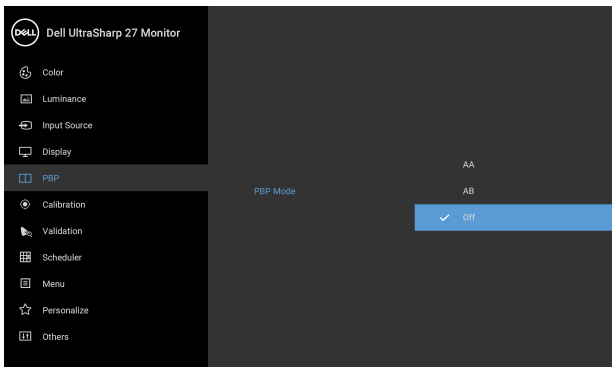 DELL
Dell UltraSharp 27 Monitor
Color
Luminance
Input Source
Display
PBP
Calibration
Validation
Scheduler
Menu
Personalize
Others
PBP Mode
AA
AB
Off